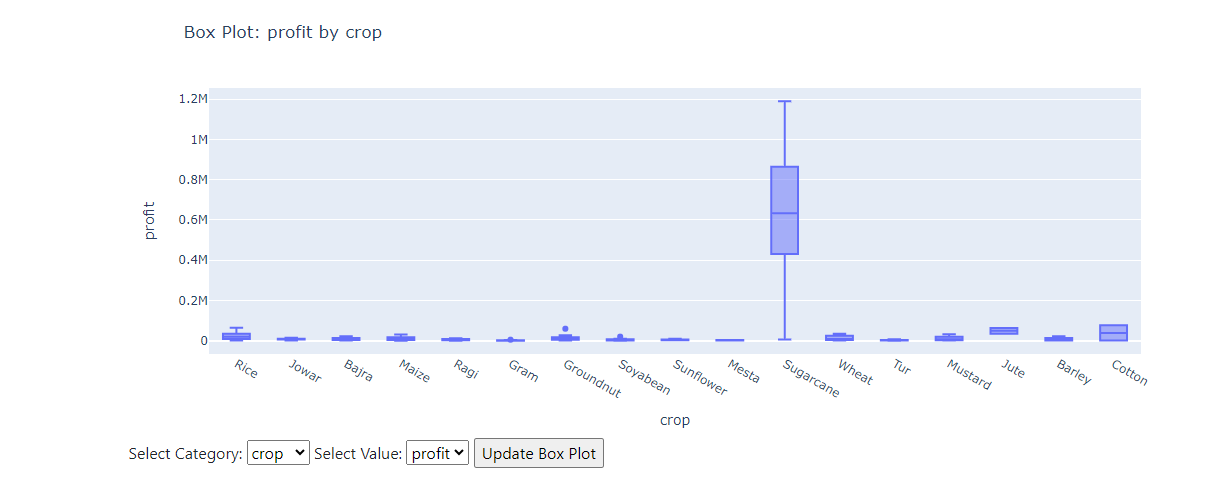 Box Plot: profit by crop
1.2M
1M
0.8M
0.6M
0.4M
0.2M
0
profit
Rice Jowar Bajra Maize Ragi Gram Groundnut Soyabean Sunflower Mesta Sugarcane Wheat Tur Mustard Jute Barley Cotton
crop
Select Category: crop Select Value: profit Update Box Plot